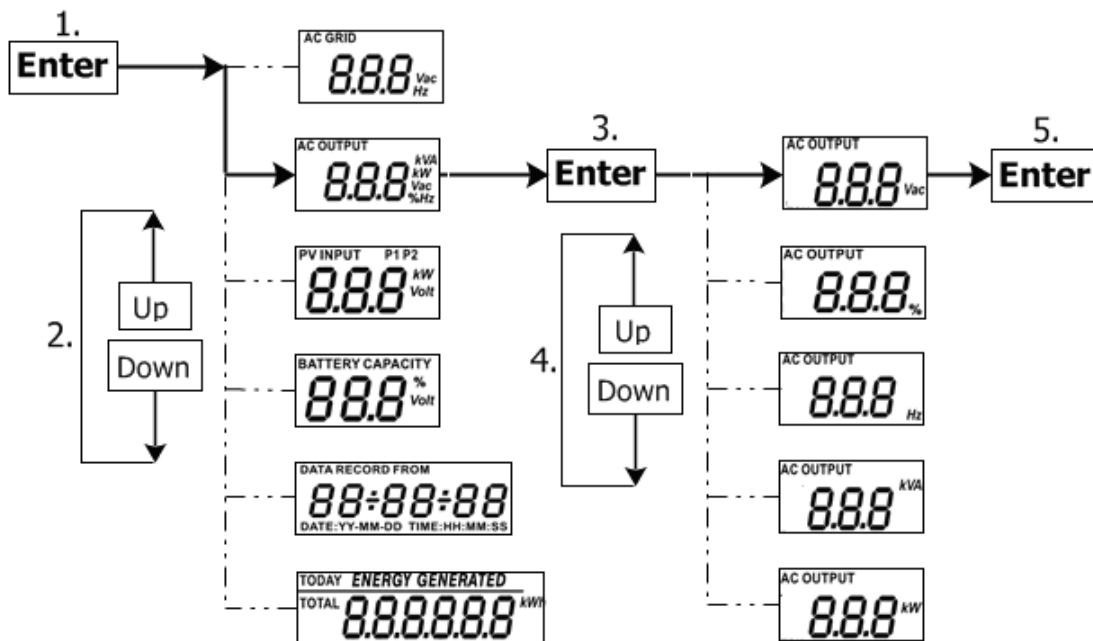 1.
Enter
AC GRID
8.8.8 Vac
Hz
AC OUTPUT
8.8.8 kVA
kW
Vac
%Hz
3.
Enter
AC OUTPUT
8.8.8 Vac
5.
Enter
2.
Up
Down
PV INPUT P1 P2
8.8.8 kW
Volt
4.
Up
Down
AC OUTPUT
8.8.8 %
BATTERY CAPACITY
88.8 %
Volt
AC OUTPUT
8.8.8 Hz
DATA RECORD FROM
88:88:88
DATE:YY-MM-DD TIME:HH:MM:SS
AC OUTPUT
8.8.8 kVA
TODAY ENERGY GENERATED
TOTAL 8.8.8.8.8.8 kWh
AC OUTPUT
8.8.8 kW